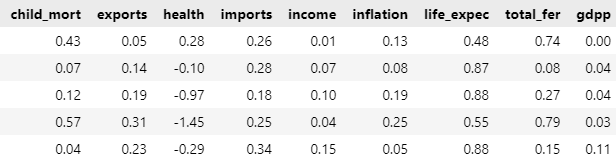 child_mort exports health imports income inflation life_expec total_fer gdpp
0.43 0.05 0.28 0.26 0.01 0.13 0.48 0.74 0.00
0.07 0.14 -0.10 0.28 0.07 0.08 0.87 0.08 0.04
0.12 0.19 -0.97 0.18 0.10 0.19 0.88 0.27 0.04
0.57 0.31 -1.45 0.25 0.04 0.25 0.55 0.79 0.03
0.04 0.23 -0.29 0.34 0.15 0.05 0.88 0.15 0.11